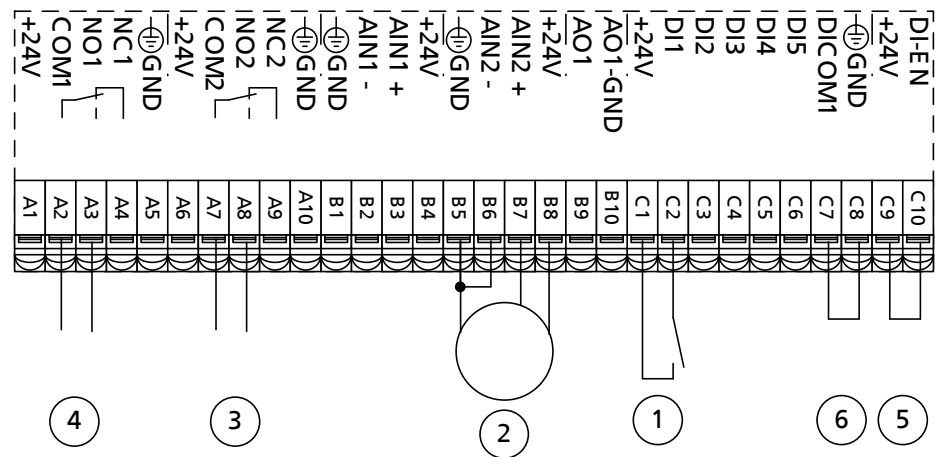 +24V
COM1
NO1
NC1
GND
+24V
COM2
NO2
NC2
GND
GND
AIN1 -
AIN1 +
+24V
GND
AIN2 -
AIN2 +
+24V
AO1
AO1-GND
+24V
DI1
DI2
DI3
DI4
DI5
DICOM1
GND
+24V
DI-EN
A1 A2 A3 A4 A5 A6 A7 A8 A9 A10 B1 B2 B3 B4 B5 B6 B7 B8 B9 B10 C1 C2 C3 C4 C5 C6 C7 C8 C9 C10
4 3 2 1 6 5